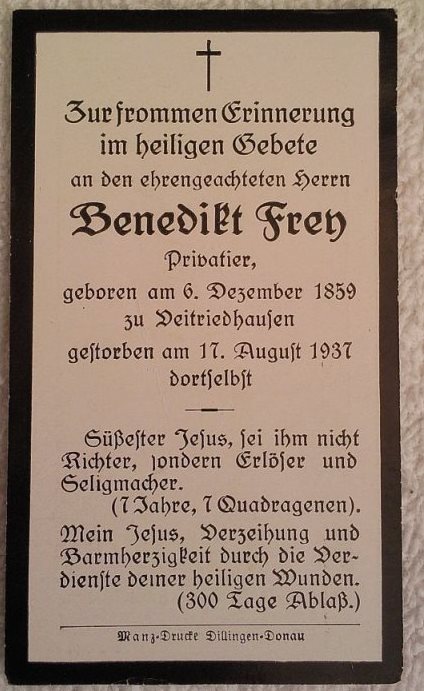 Zur frommen Erinnerung
im heiligen Gebete
an den ehrengeachteten Herrn
Benedikt Frey
Privatier,
geboren am 6. Dezember 1859
zu Veitriedhausen
gestorben am 17. August 1937
dortselbst
Süßester Jesus, sei ihm nicht
Richter, sondern Erlöser und
Seligmacher.
(7 Jahre, 7 Quadragenen).
Mein Jesus, Verzeihung und
Barmherzigkeit durch die Ver-
dienste deiner heiligen Wunden.
(300 Tage Ablaß.)
Manz-Drucke Dillingen-Donau